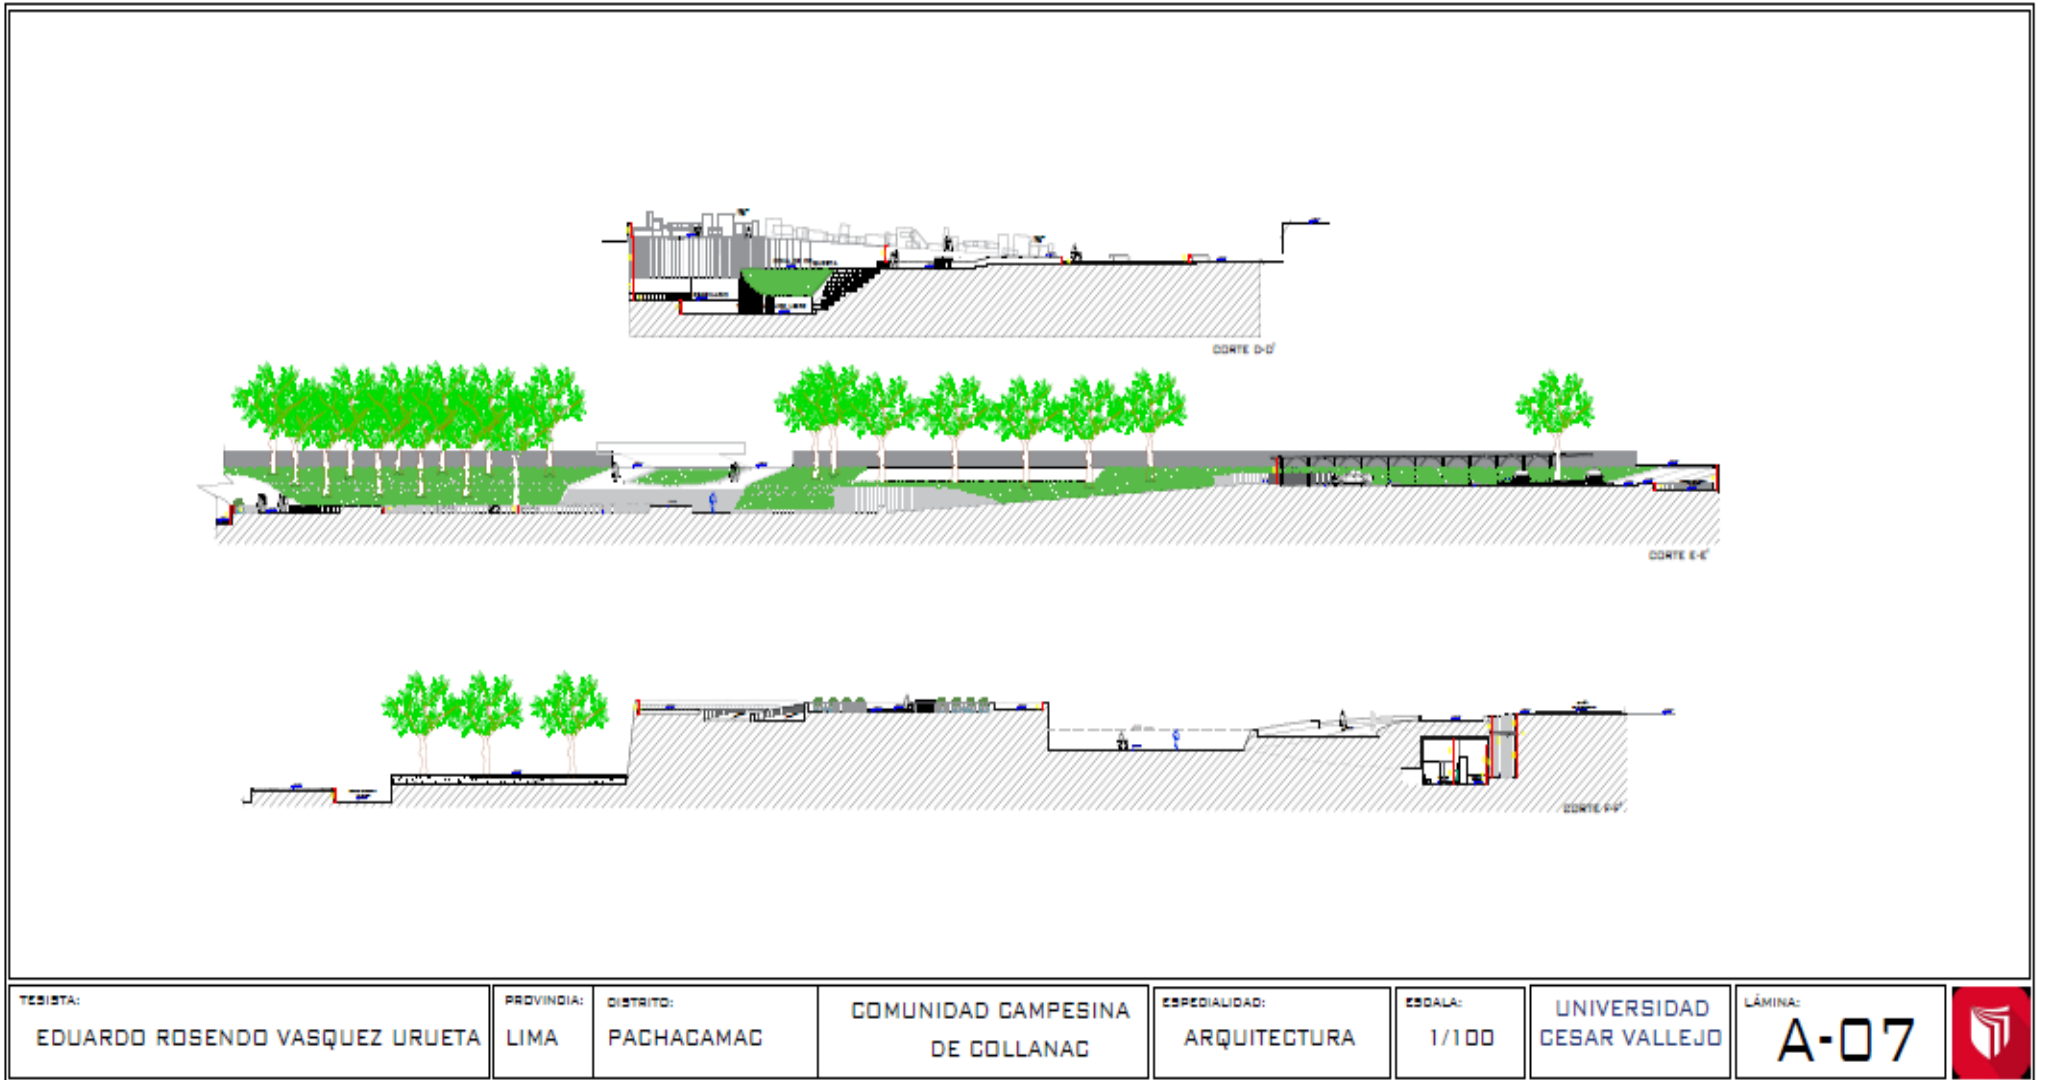 CORTE D-D'
CORTE E-E'
CORTE F-F'
TESISTA:
EDUARDO ROSENDO VASQUEZ URUETA
PROVINCIA:
LIMA
DISTRITO:
PACHACAMAC
COMUNIDAD CAMPESINA
DE COLLANAC
ESPECIALIDAD:
ARQUITECTURA
ESCALA:
1/100
UNIVERSIDAD
CESAR VALLEJO
LÁMINA:
A-07